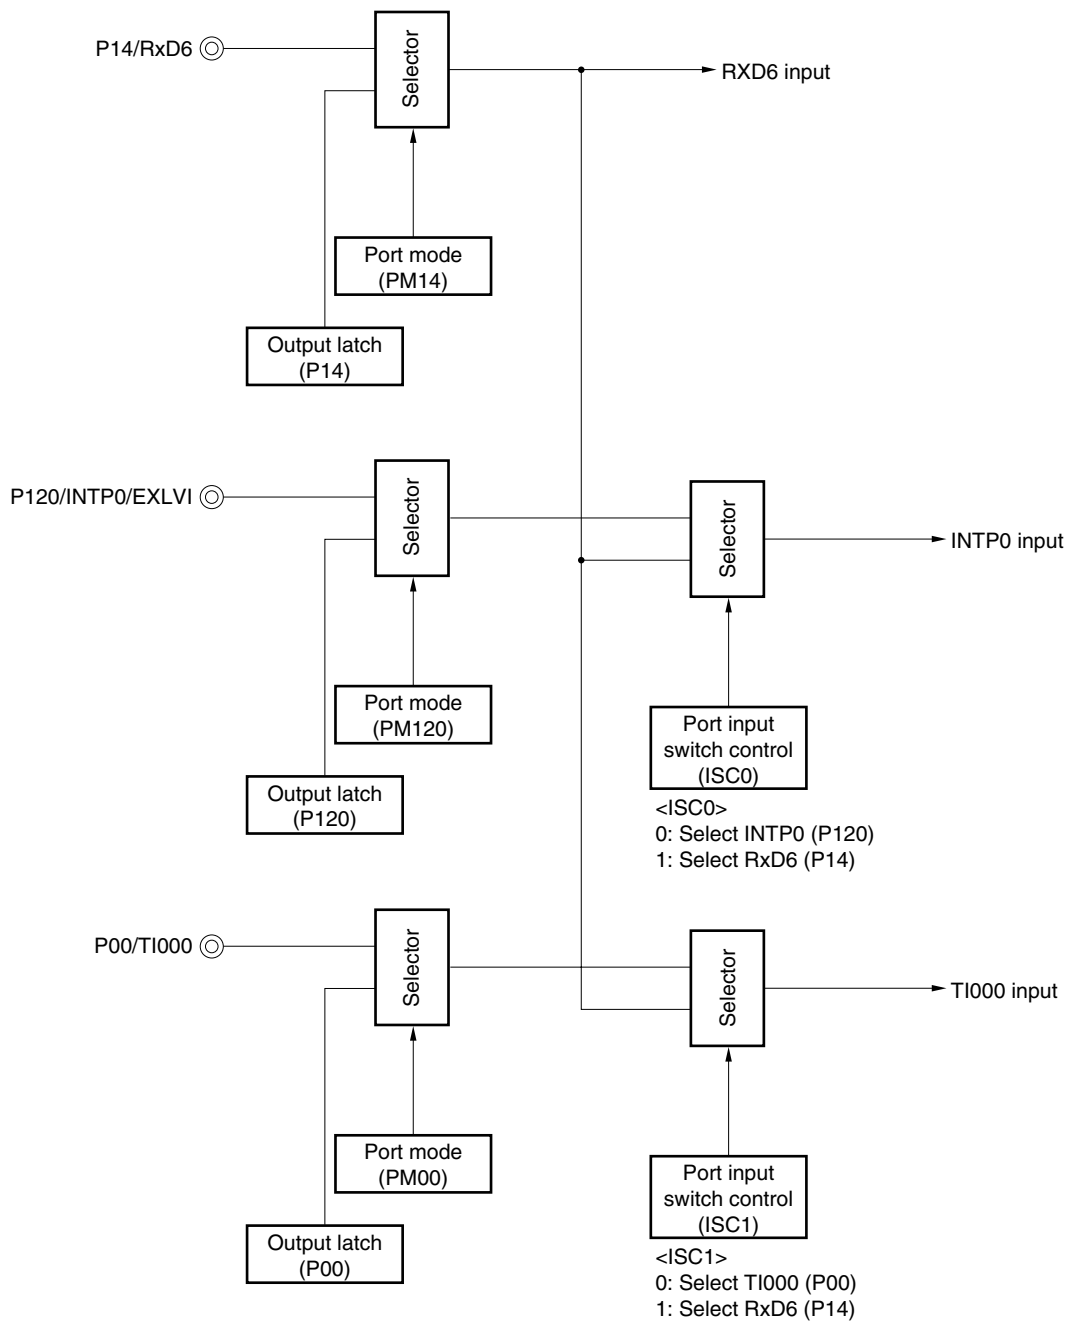 P14/RxD6
Selector
RXD6 input
Port mode
(PM14)
Output latch
(P14)
P120/INTP0/EXLVI
Selector
Selector
INTP0 input
Port mode
(PM120)
Port input
switch control
(ISC0)
Output latch
(P120)
<ISC0>
0: Select INTP0 (P120)
1: Select RxD6 (P14)
P00/TI000
Selector
Selector
TI000 input
Port mode
(PM00)
Port input
switch control
(ISC1)
Output latch
(P00)
<ISC1>
0: Select TI000 (P00)
1: Select RxD6 (P14)